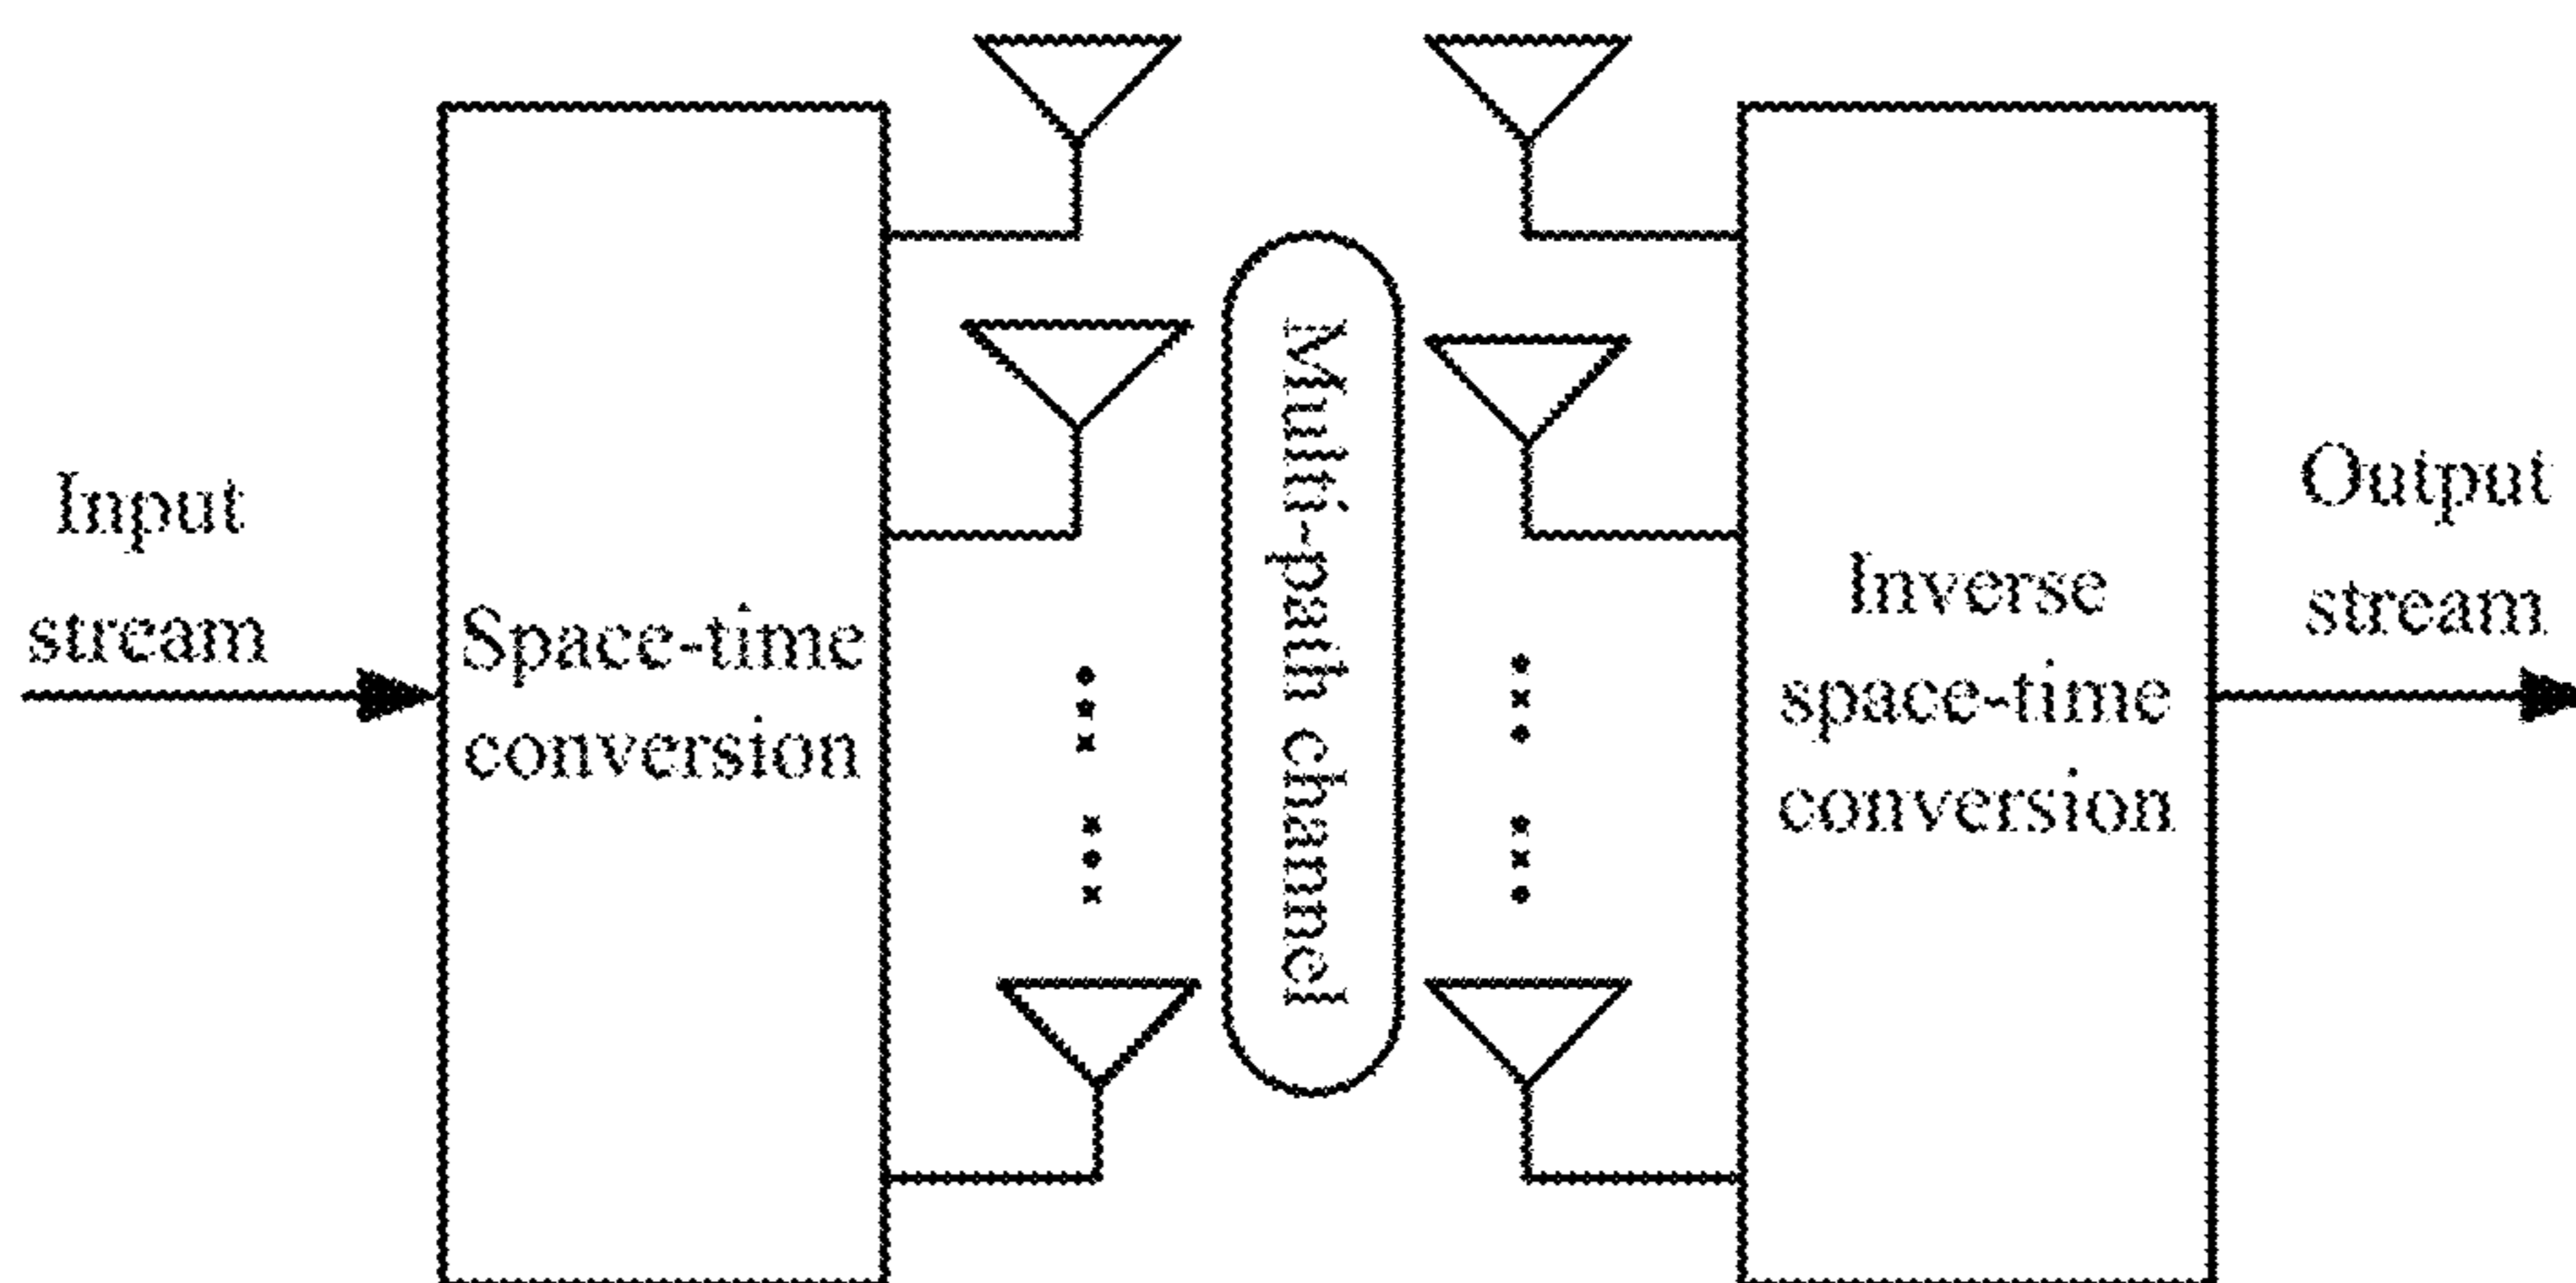 Input
stream
Space-time
conversion
Multi-path channel
Inverse
space-time
conversion
Output
stream